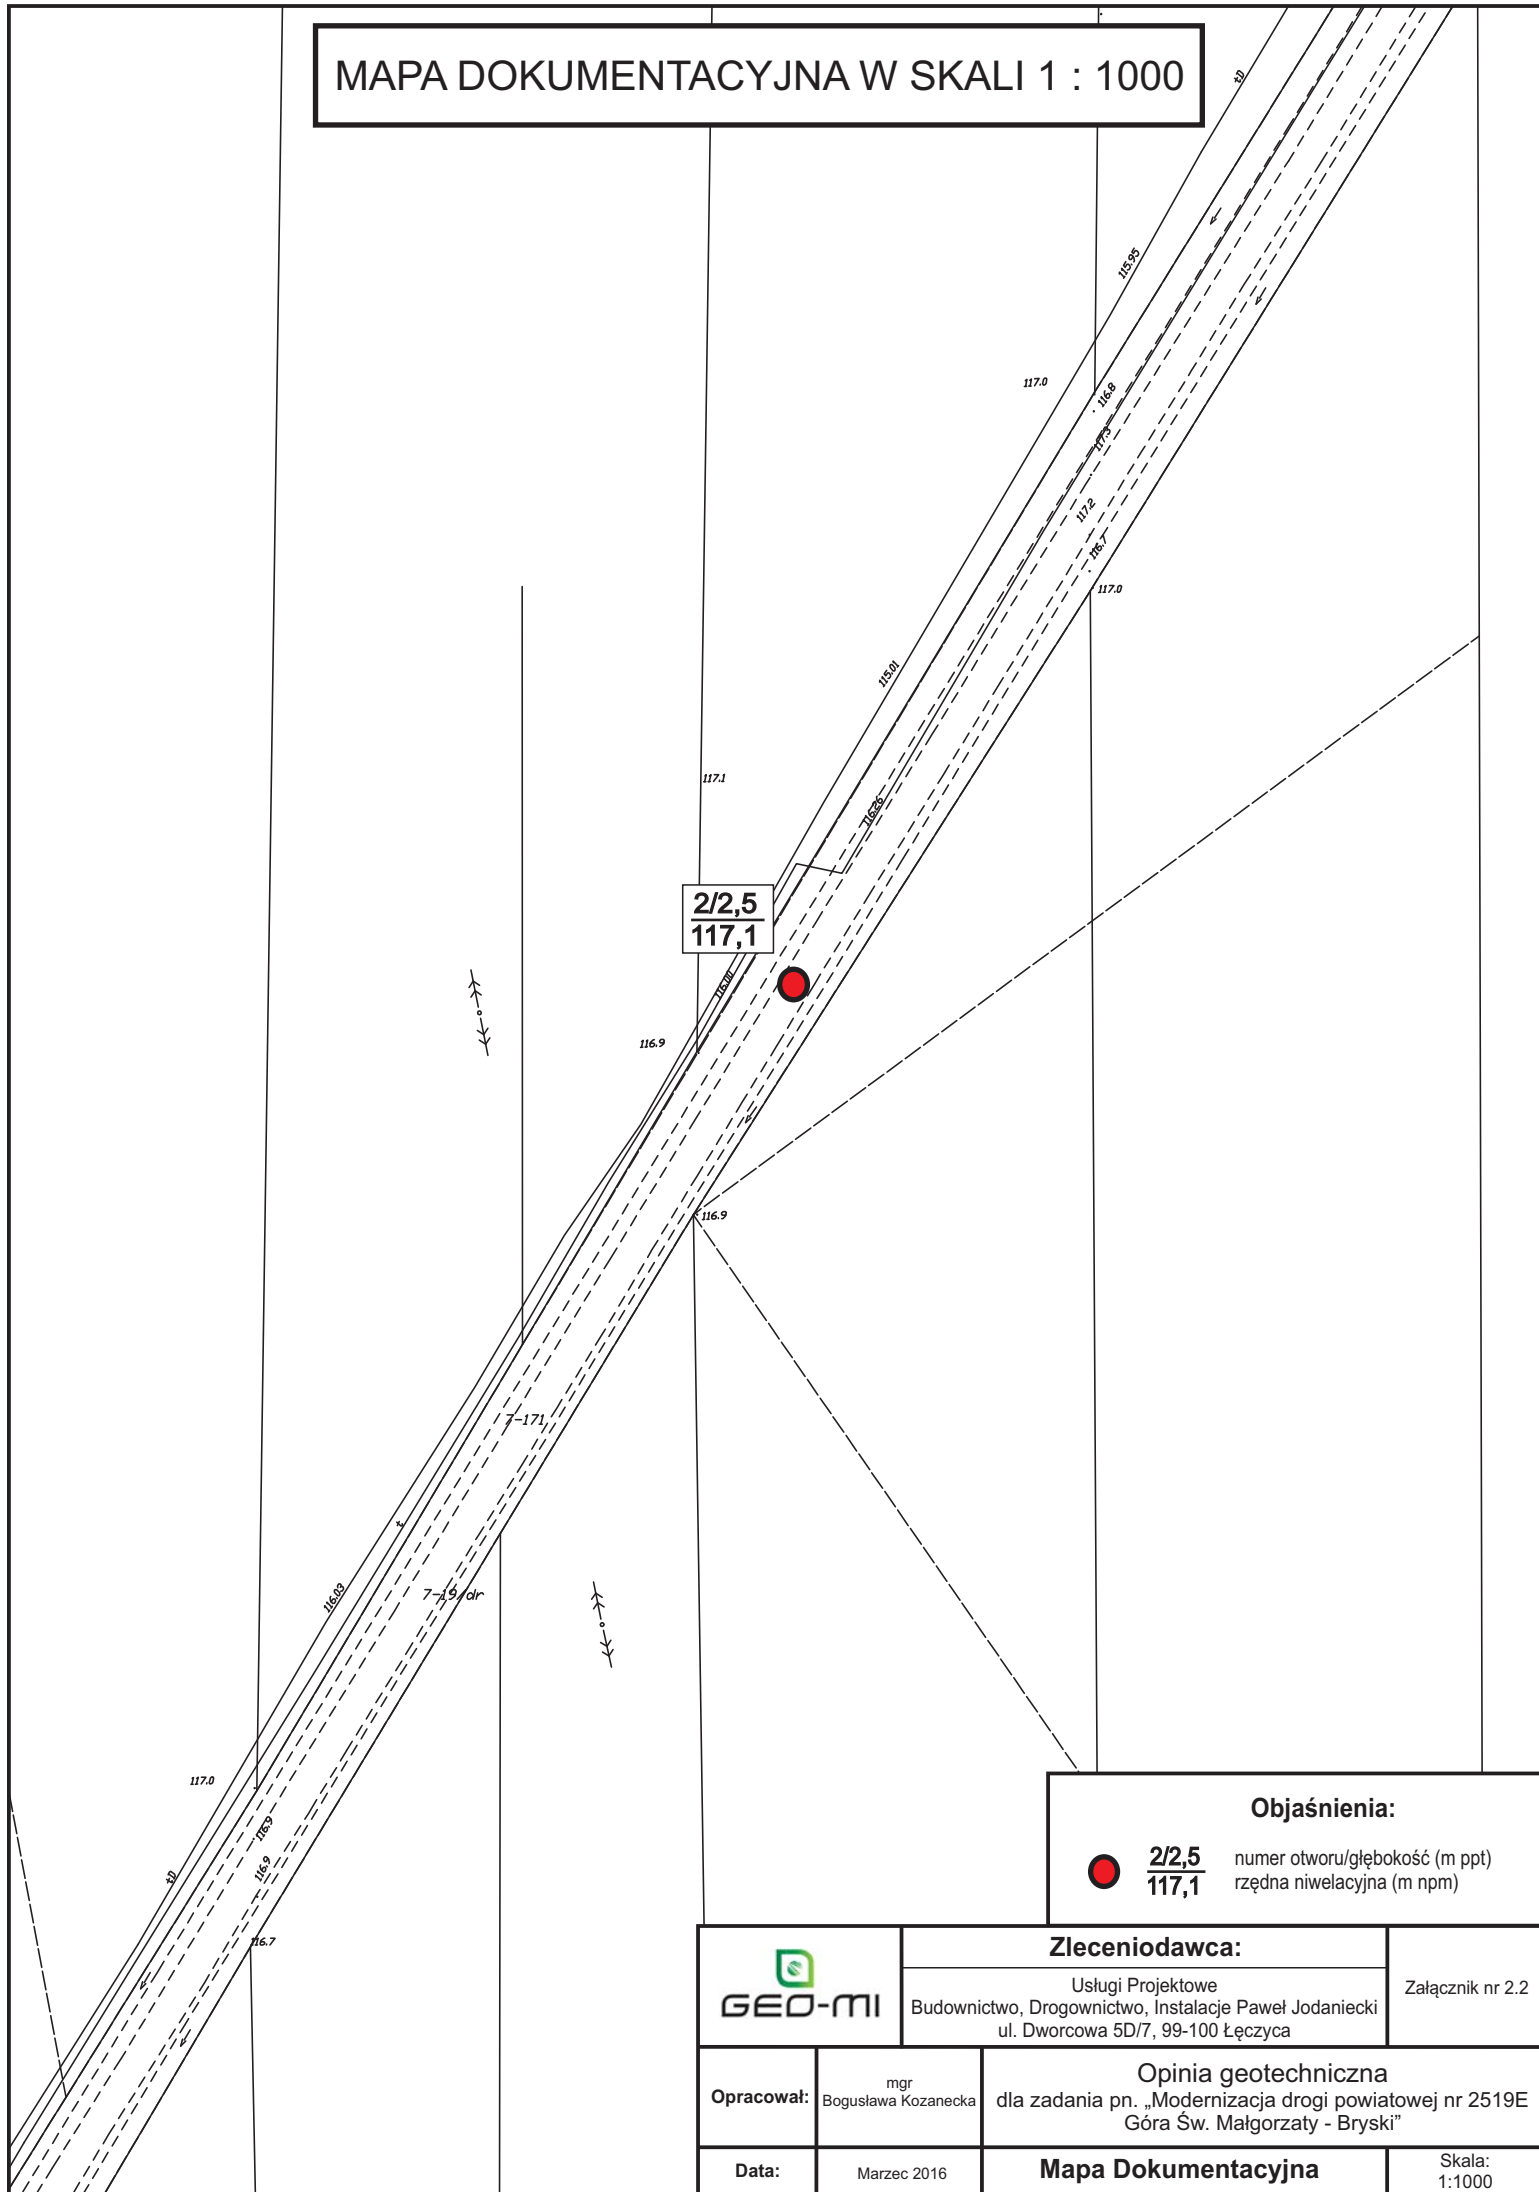 MAPA DOKUMENTACYJNA W SKALI 1 : 1000
tD
115.95
117.0
116.8
117.3
117.2
116.7
117.0
115.01
117.1
116.26
2/2,5
117,1
116.00
116.9
116.9
7-171
t
116.03
7-19/dr
117.0
116.9
116.9
tD
116.7
Objaśnienia:
2/2,5 numer otworu/głębokość (m ppt)
117,1 rzędna niwelacyjna (m npm)
GEO-MI
Zleceniodawca:
Usługi Projektowe
Budownictwo, Drogownictwo, Instalacje Paweł Jodaniecki
ul. Dworcowa 5D/7, 99-100 Łęczyca
Załącznik nr 2.2
Opracował:
mgr
Bogusława Kozanecka
Opinia geotechniczna
dla zadania pn. „Modernizacja drogi powiatowej nr 2519E
Góra Św. Małgorzaty - Bryski”
Data:
Marzec 2016
Mapa Dokumentacyjna
Skala:
1:1000